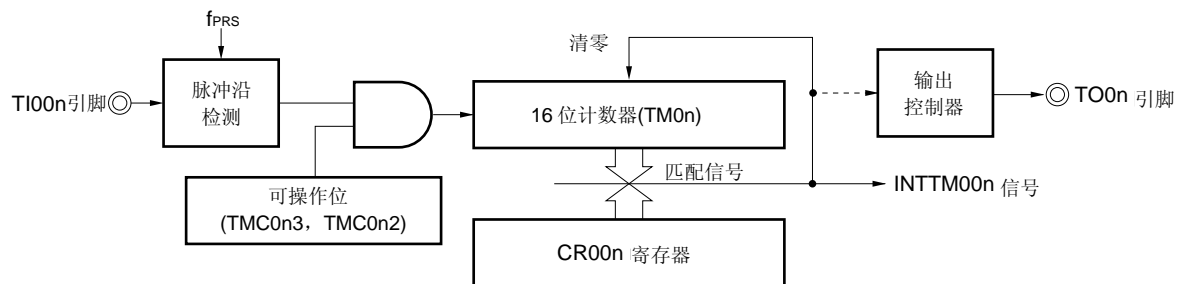 fPRS
TI00n引脚
脉冲沿
检测
可操作位
(TMC0n3，TMC0n2)
清零
16 位计数器(TM0n)
匹配信号
CR00n 寄存器
输出
控制器
TO0n 引脚
INTTM00n 信号